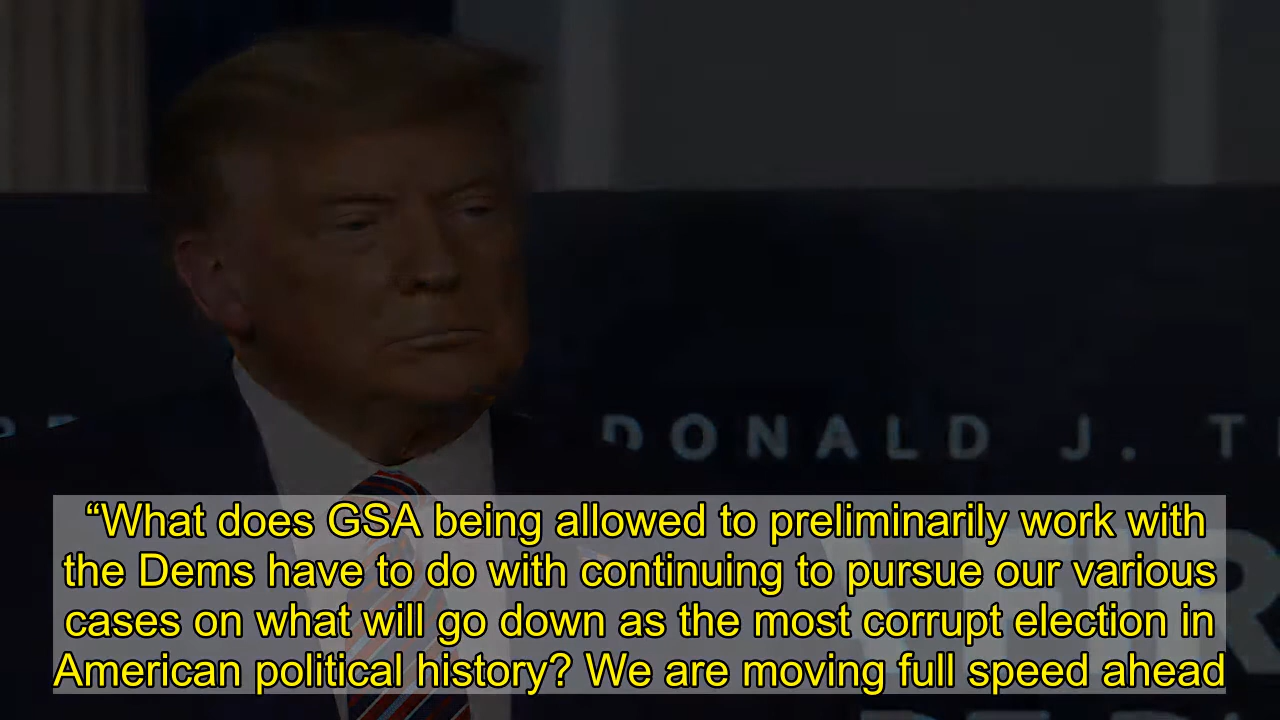 DONALD J. T
“What does GSA being allowed to preliminarily work with
the Dems have to do with continuing to pursue our various
cases on what will go down as the most corrupt election in
American political history? We are moving full speed ahead